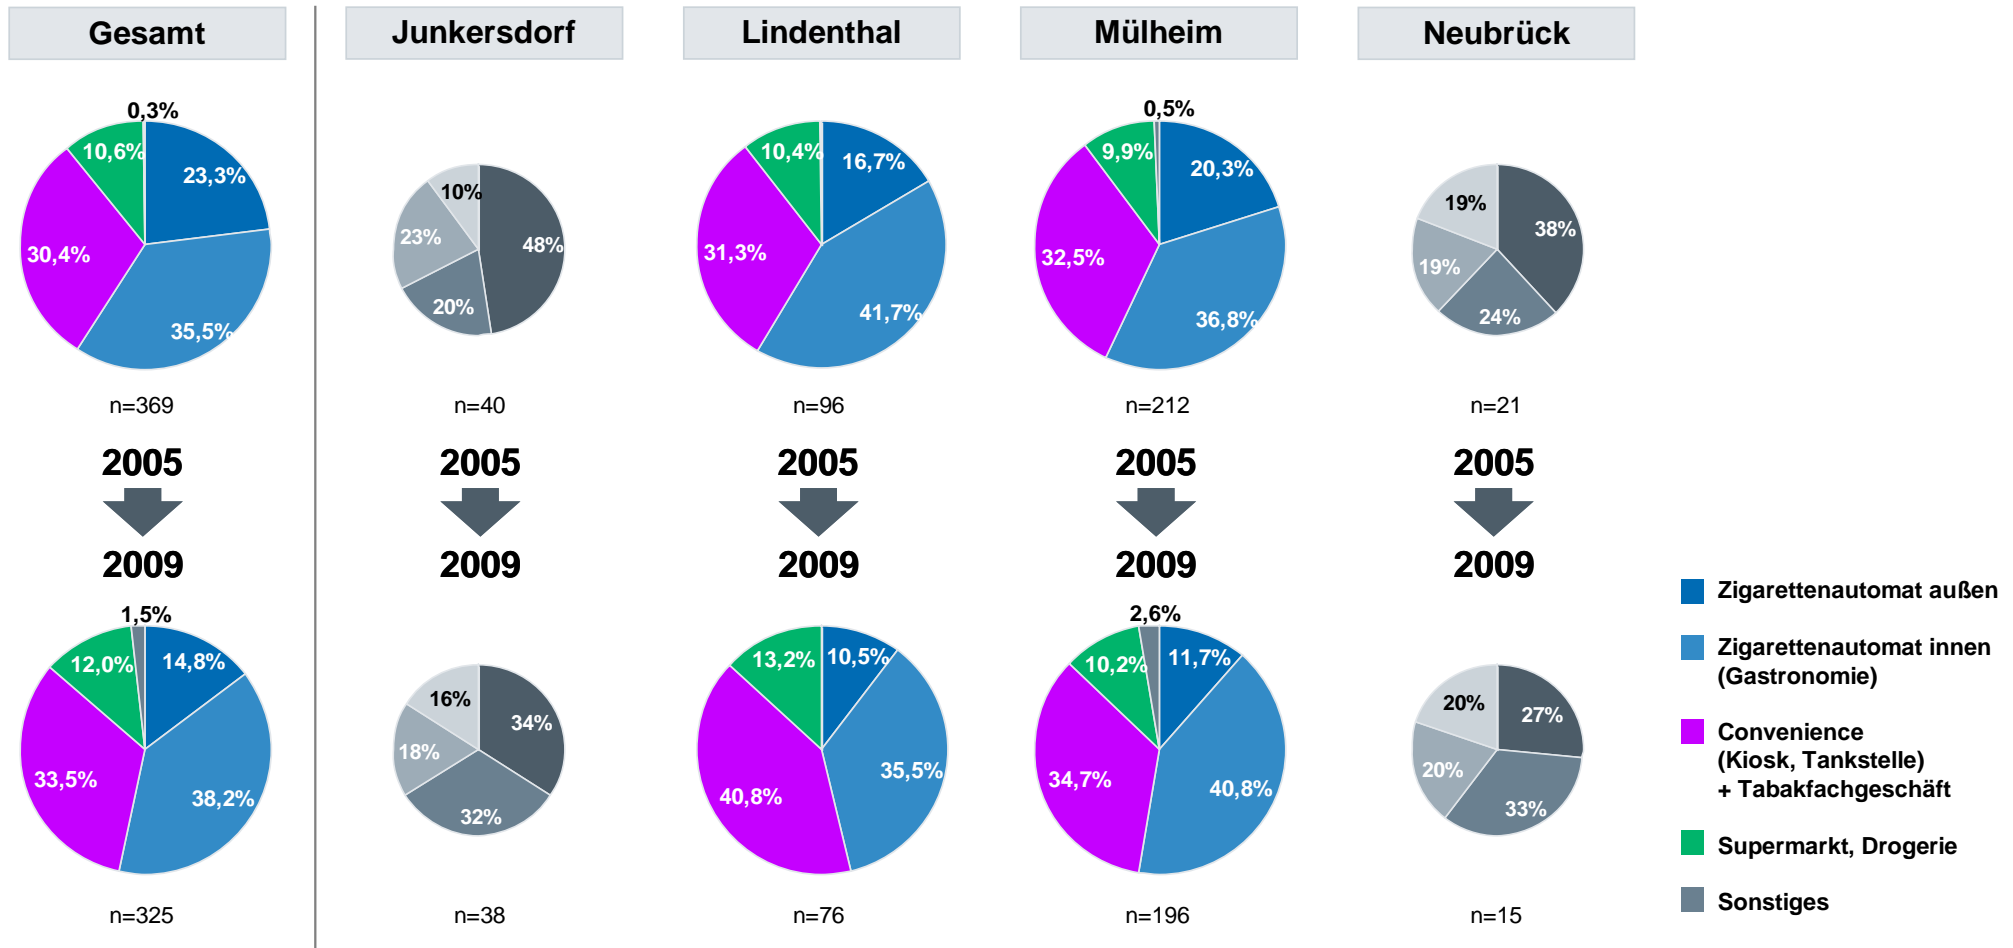 Gesamt
Junkersdorf
Lindenthal
Mülheim
Neubrück
0,3%
10,6%
23,3%
30,4%
35,5%
10%
23%
48%
20%
10,4%
16,7%
31,3%
41,7%
0,5%
9,9%
20,3%
32,5%
36,8%
19%
38%
19%
24%
n=369
n=40
n=96
n=212
n=21
2005
2005
2005
2005
2005
2009
2009
2009
2009
2009
1,5%
12,0%
14,8%
33,5%
38,2%
16%
34%
18%
32%
13,2%
10,5%
40,8%
35,5%
2,6%
10,2%
11,7%
34,7%
40,8%
20%
27%
20%
33%
n=325
n=38
n=76
n=196
n=15
Zigarettenautomat außen
Zigarettenautomat innen
(Gastronomie)
Convenience
(Kiosk, Tankstelle)
+ Tabakfachgeschäft
Supermarkt, Drogerie
Sonstiges